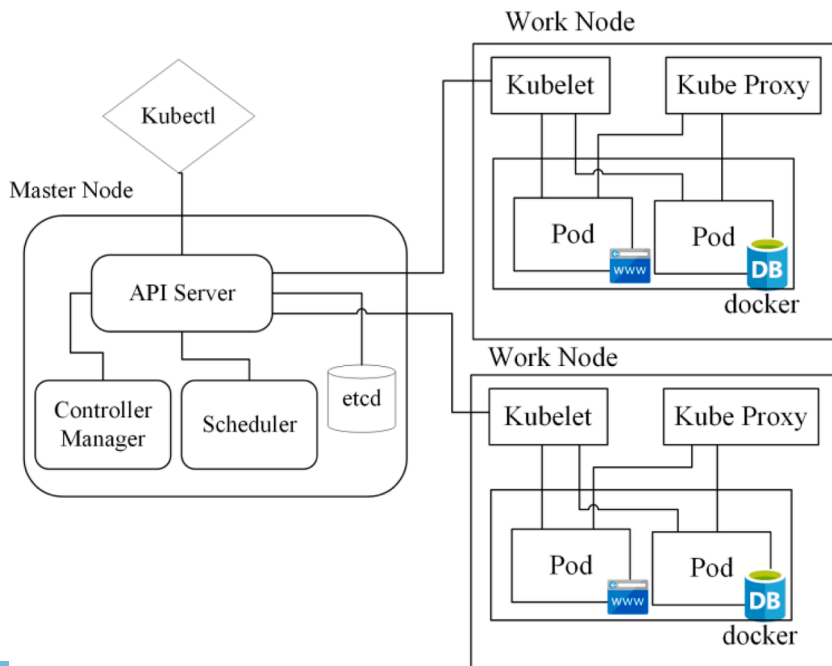 Work Node
Kubelet
Kube Proxy
Kubectl
Master Node
Pod
www
Pod
DB
docker
API Server
Controller
Manager
Scheduler
etcd
Work Node
Kubelet
Kube Proxy
Pod
www
Pod
DB
docker